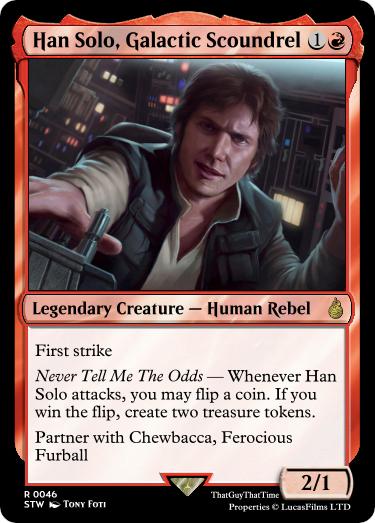 Han Solo, Galactic Scoundrel 1
Legendary Creature — Human Rebel
First strike
Never Tell Me The Odds — Whenever Han
Solo attacks, you may flip a coin. If you
win the flip, create two treasure tokens.
Partner with Chewbacca, Ferocious
Furball
2/1
R 0046
STW Tony Foti
ThatGuyThatTime
Properties © LucasFilms LTD